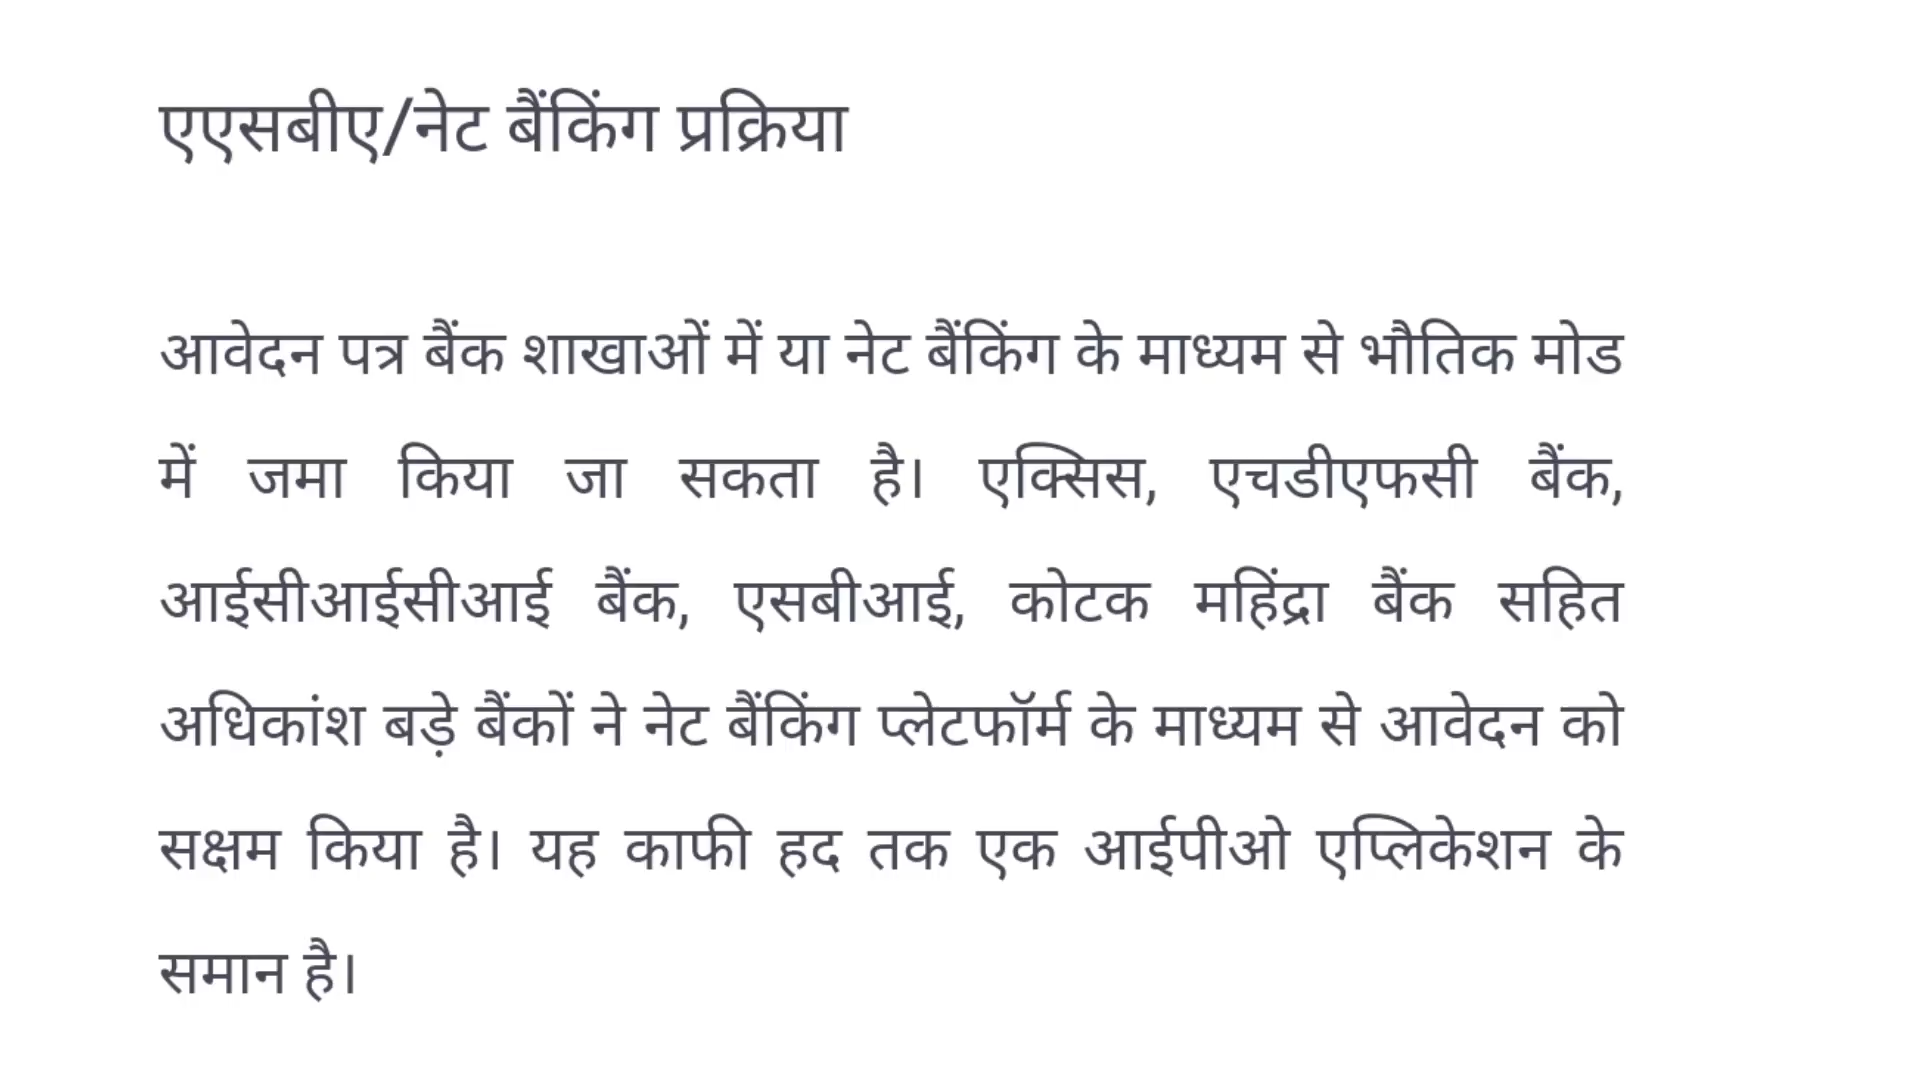 एएसबीए/नेट बैंकिंग प्रक्रिया
आवेदन पत्र बैंक शाखाओं में या नेट बैंकिंग के माध्यम से भौतिक मोड
में जमा किया जा सकता है। एक्सिस, एचडीएफसी बैंक,
आईसीआईसीआई बैंक, एसबीआई, कोटक महिंद्रा बैंक सहित
अधिकांश बड़े बैंकों ने नेट बैंकिंग प्लेटफॉर्म के माध्यम से आवेदन को
सक्षम किया है। यह काफी हद तक एक आईपीओ एप्लिकेशन के
समान है।